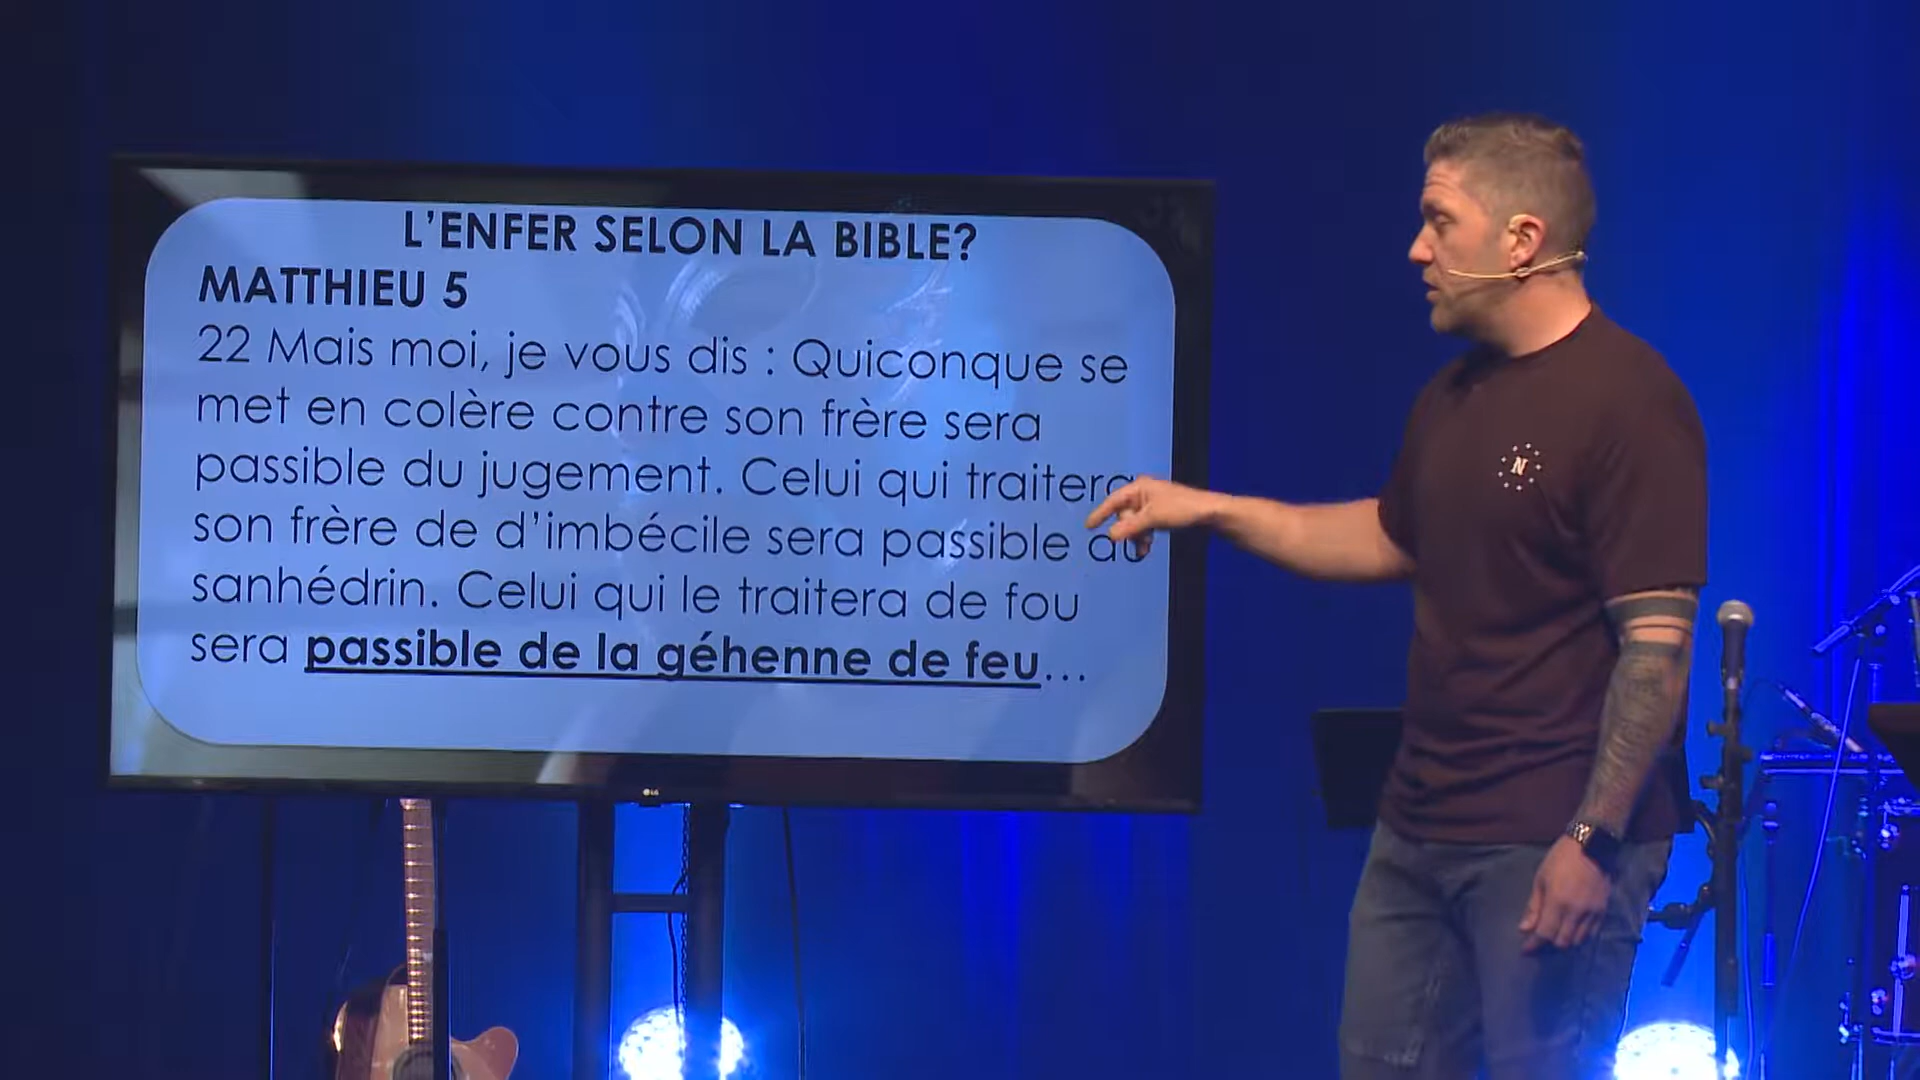 L'ENFER SELON LA BIBLE?
MATTHIEU 5
22 Mais moi, je vous dis : Quiconque se
met en colère contre son frère sera
passible du jugement. Celui qui traitera
son frère de d'imbécile sera passible du
sanhédrin. Celui qui le traitera de fou
sera passible de la géhenne de feu...
LG
N